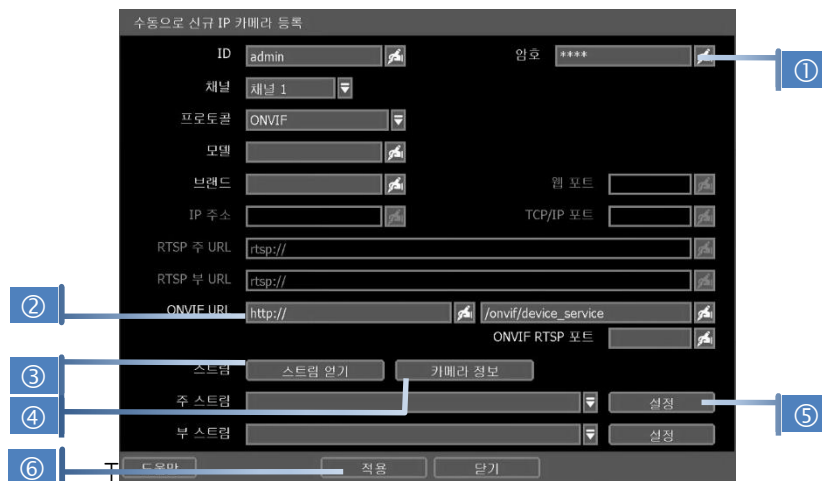 수동으로 신규 IP 카메라 등록
ID admin 암호 **** ①
채널 채널 1
프로토콜 ONVIF
모델
브랜드 웹 포트
IP 주소 TCP/IP 포트
RTSP 주 URL rtsp://
RTSP 부 URL rtsp://
② ONVIF URL http:// /onvif/device_service
ONVIF RTSP 포트
③ 스트림 스트림 얻기 카메라 정보
④ 주 스트림 설정 ⑤
부 스트림 설정
⑥ 도움말 적용 닫기